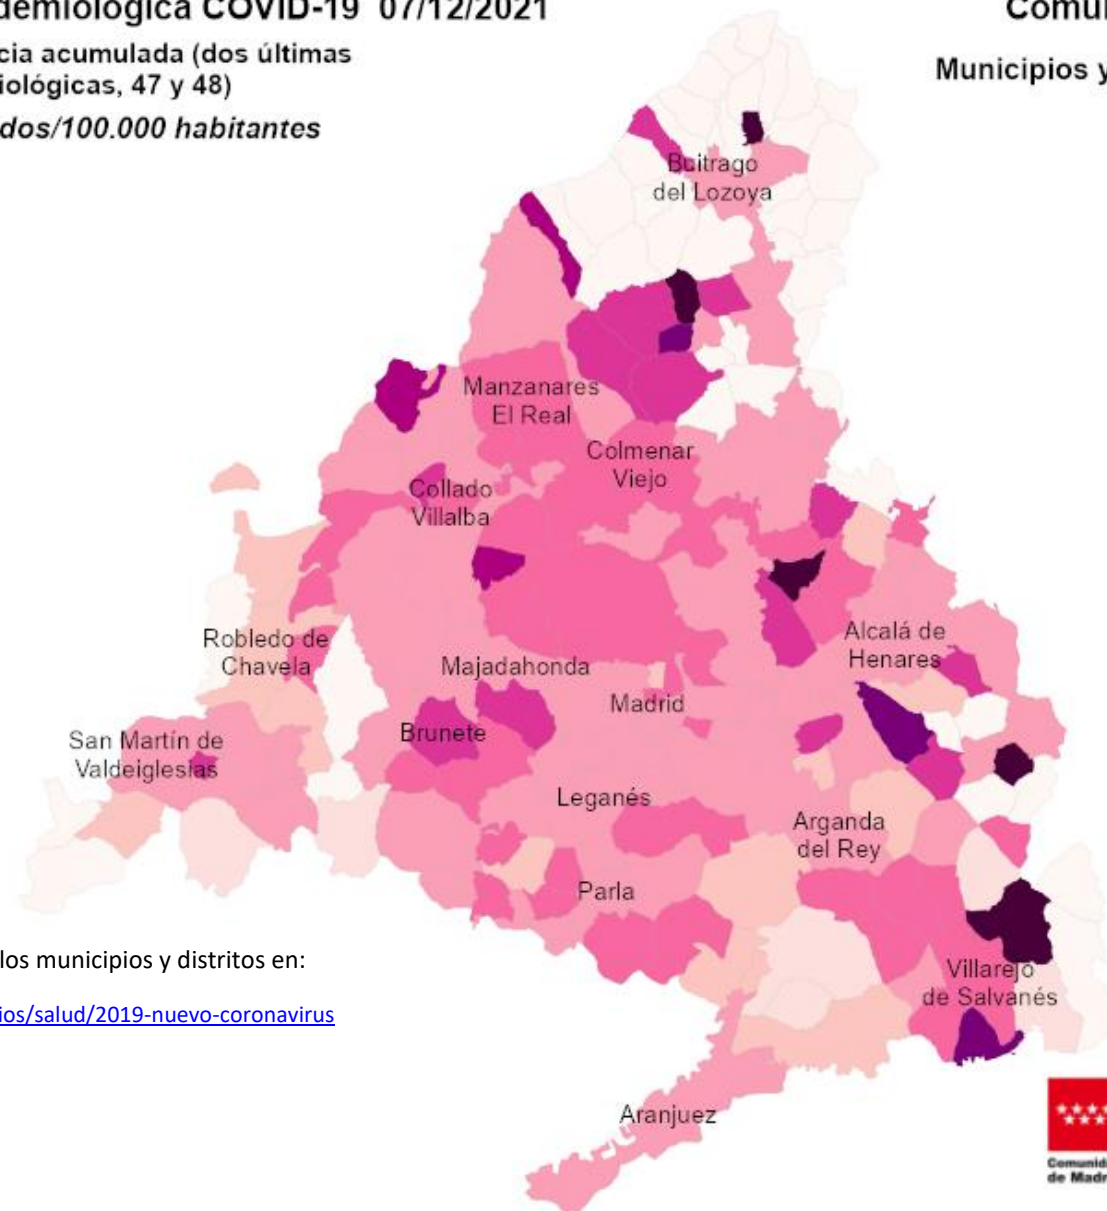 demiológica COVID-19 07/12/2021
Comu
cia acumulada (dos últimas
iológicas, 47 y 48)
Municipios y
dos/100.000 habitantes
Buitrago
del Lozoya
Manzanares
El Real
Colmenar
Viejo
Collado
Villalba
Robledo de
Chavela
Majadahonda
Alcalá de
Henares
Madrid
Brunete
San Martín de
Valdeiglesias
Leganés
Arganda
del Rey
Parla
los municipios y distritos en:
Villarejo
de Salvanés
ios/salud/2019-nuevo-coronavirus
Aranjuez
Comunid
de Madr